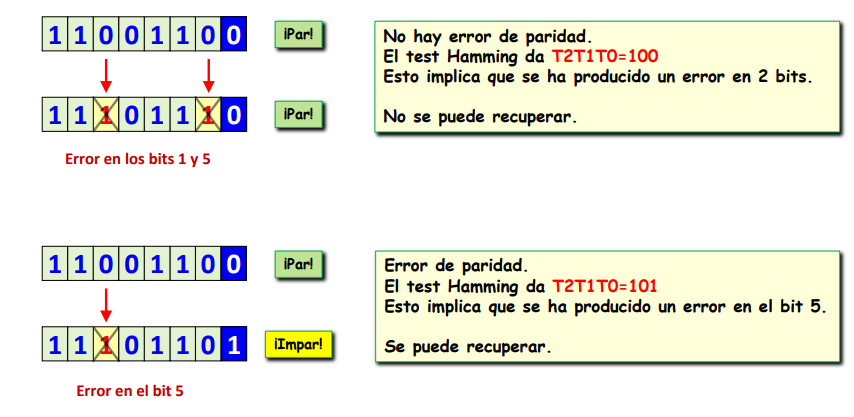 1 1 0 0 1 1 0 0 ¡Par!
1 1 1 0 1 1 1 0 ¡Par!
Error en los bits 1 y 5
No hay error de paridad.
El test Hamming da T2T1T0=100
Esto implica que se ha producido un error en 2 bits.
No se puede recuperar.
1 1 0 0 1 1 0 0 ¡Par!
1 1 1 0 1 1 0 1 ¡Impar!
Error en el bit 5
Error de paridad.
El test Hamming da T2T1T0=101
Esto implica que se ha producido un error en el bit 5.
Se puede recuperar.